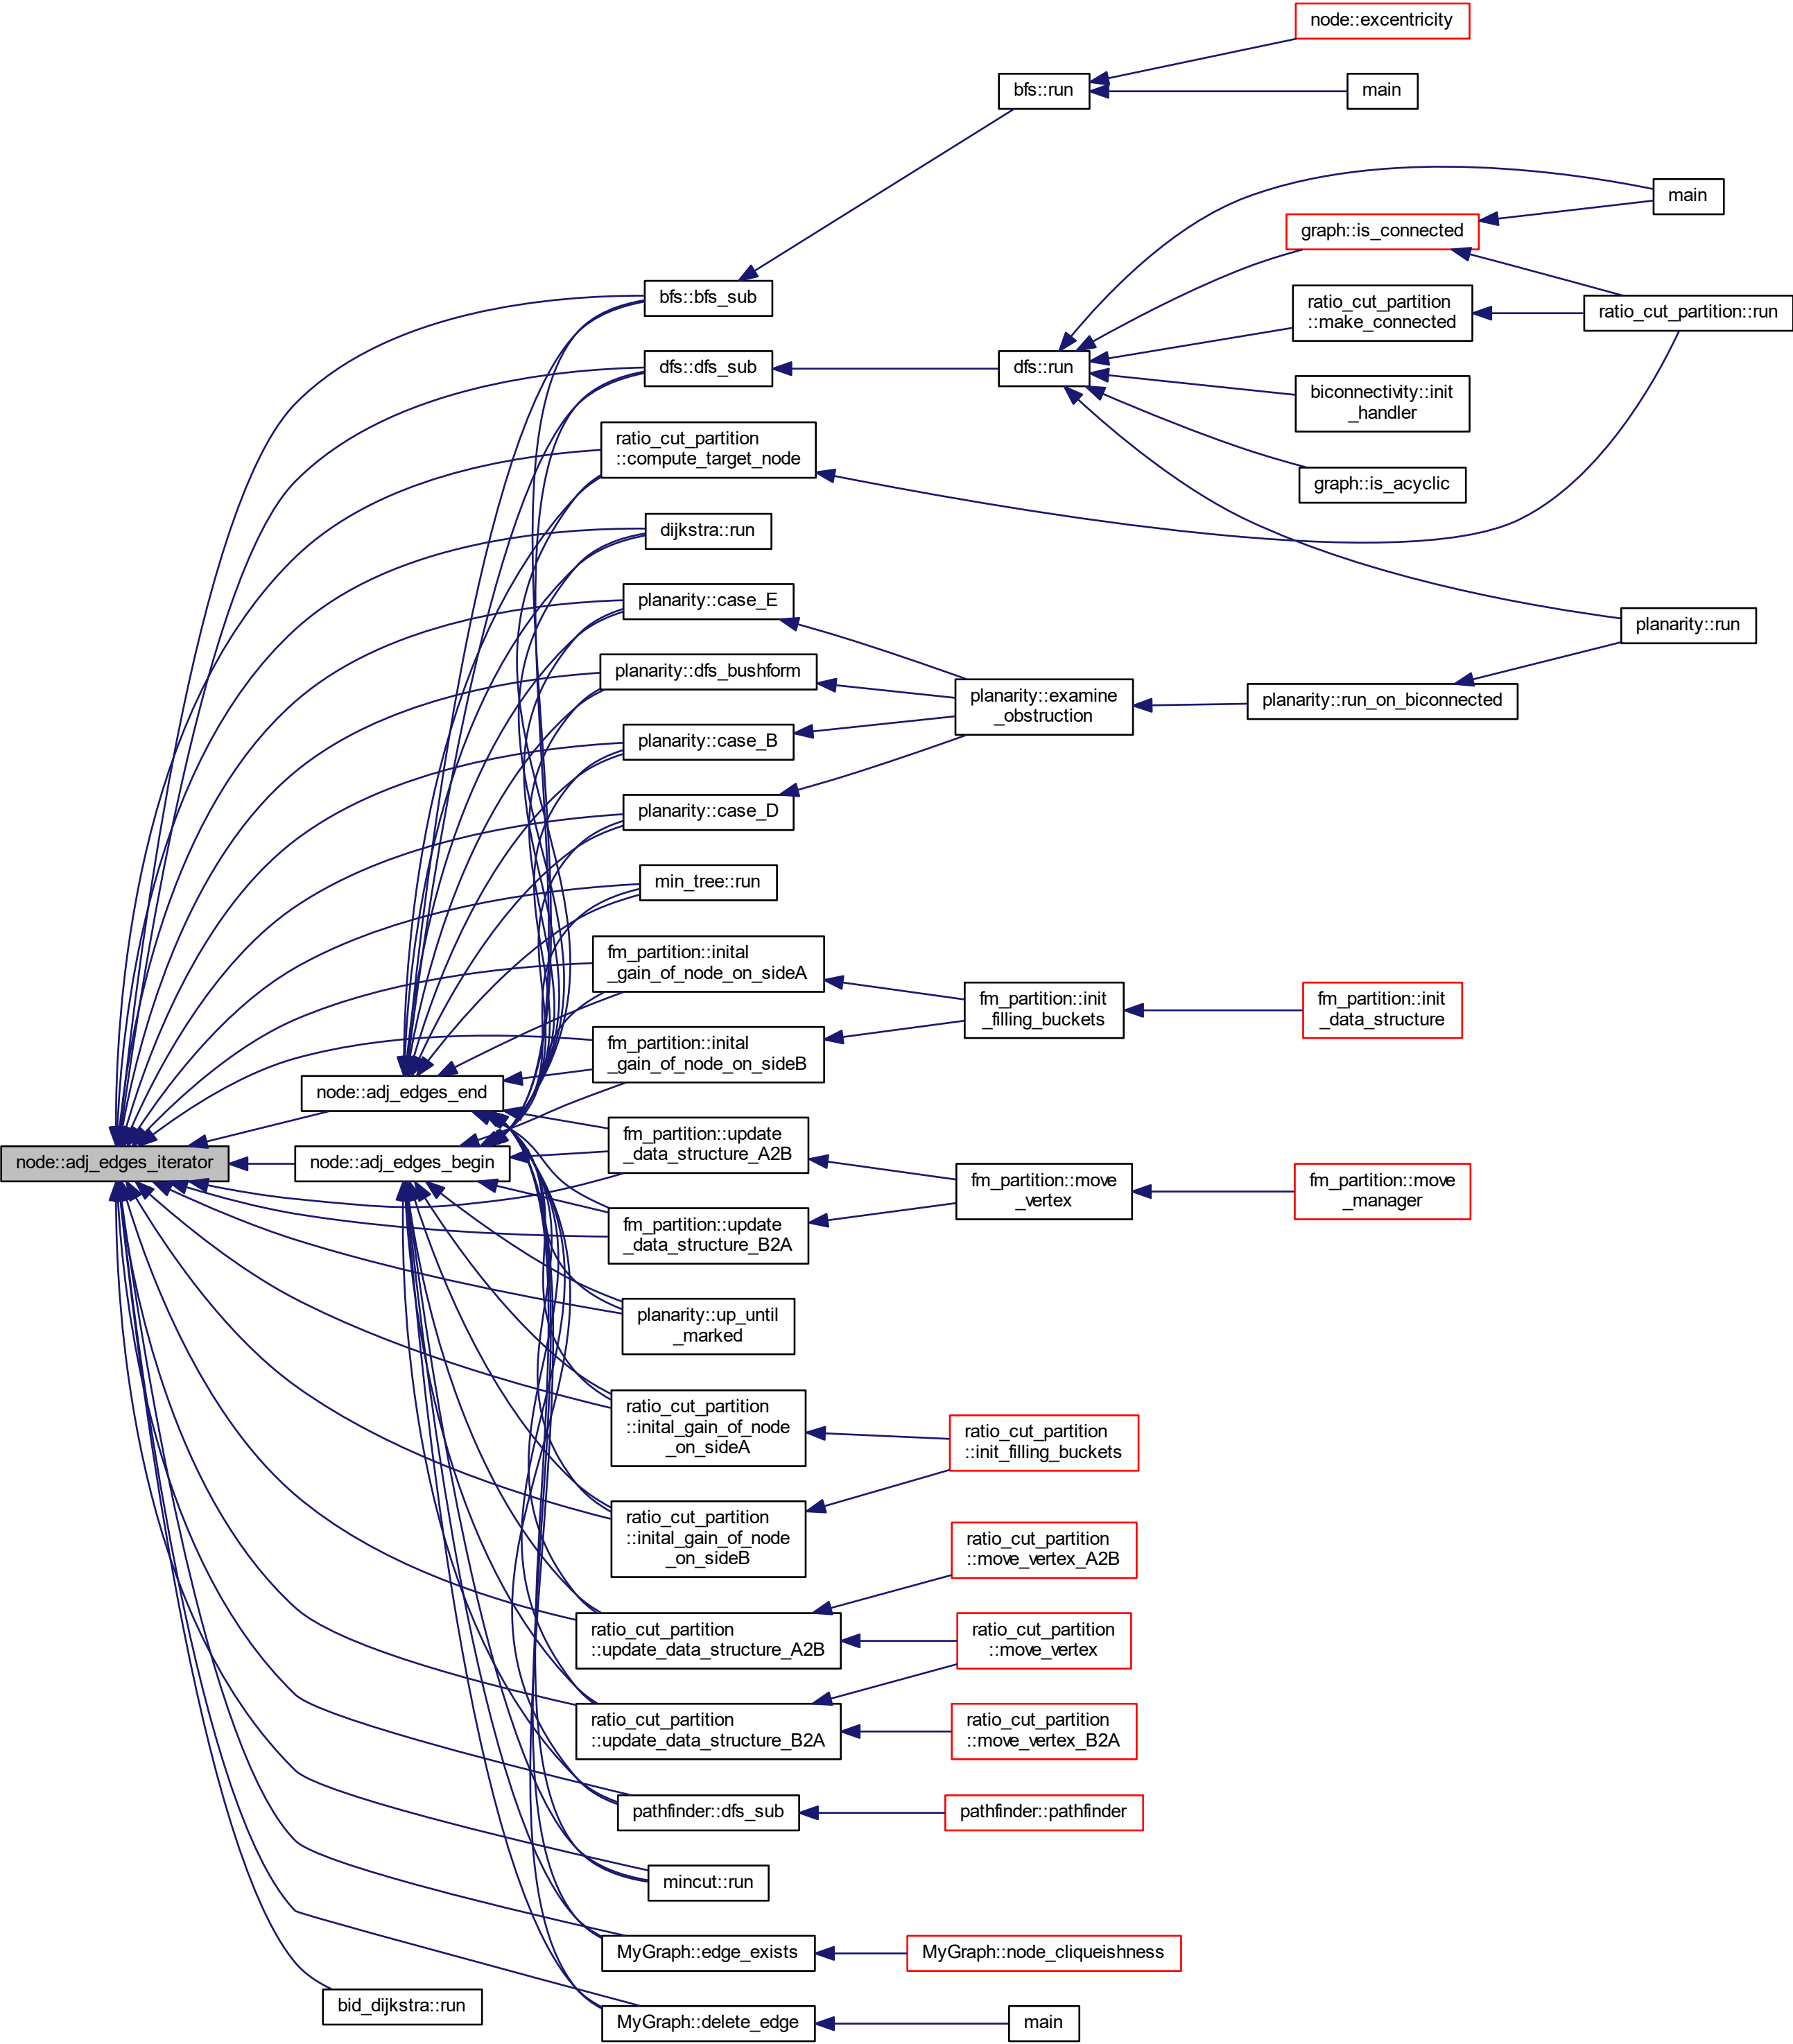 node::excentricity
bfs::run
main
main
graph::is_connected
bfs::bfs_sub
ratio_cut_partition
::make_connected
ratio_cut_partition::run
dfs::dfs_sub
dfs::run
biconnectivity::init
_handler
ratio_cut_partition
::compute_target_node
graph::is_acyclic
dijkstra::run
planarity::case_E
planarity::run
planarity::dfs_bushform
planarity::examine
_obstruction
planarity::run_on_biconnected
planarity::case_B
planarity::case_D
min_tree::run
fm_partition::inital
_gain_of_node_on_sideA
fm_partition::init
_filling_buckets
fm_partition::init
_data_structure
fm_partition::inital
_gain_of_node_on_sideB
node::adj_edges_end
fm_partition::update
_data_structure_A2B
node::adj_edges_iterator
node::adj_edges_begin
fm_partition::move
_vertex
fm_partition::move
_manager
fm_partition::update
_data_structure_B2A
planarity::up_until
_marked
ratio_cut_partition
::inital_gain_of_node
_on_sideA
ratio_cut_partition
::init_filling_buckets
ratio_cut_partition
::inital_gain_of_node
_on_sideB
ratio_cut_partition
::move_vertex_A2B
ratio_cut_partition
::update_data_structure_A2B
ratio_cut_partition
::move_vertex
ratio_cut_partition
::update_data_structure_B2A
ratio_cut_partition
::move_vertex_B2A
pathfinder::dfs_sub
pathfinder::pathfinder
mincut::run
MyGraph::edge_exists
MyGraph::node_cliqueishness
bid_dijkstra::run
MyGraph::delete_edge
main